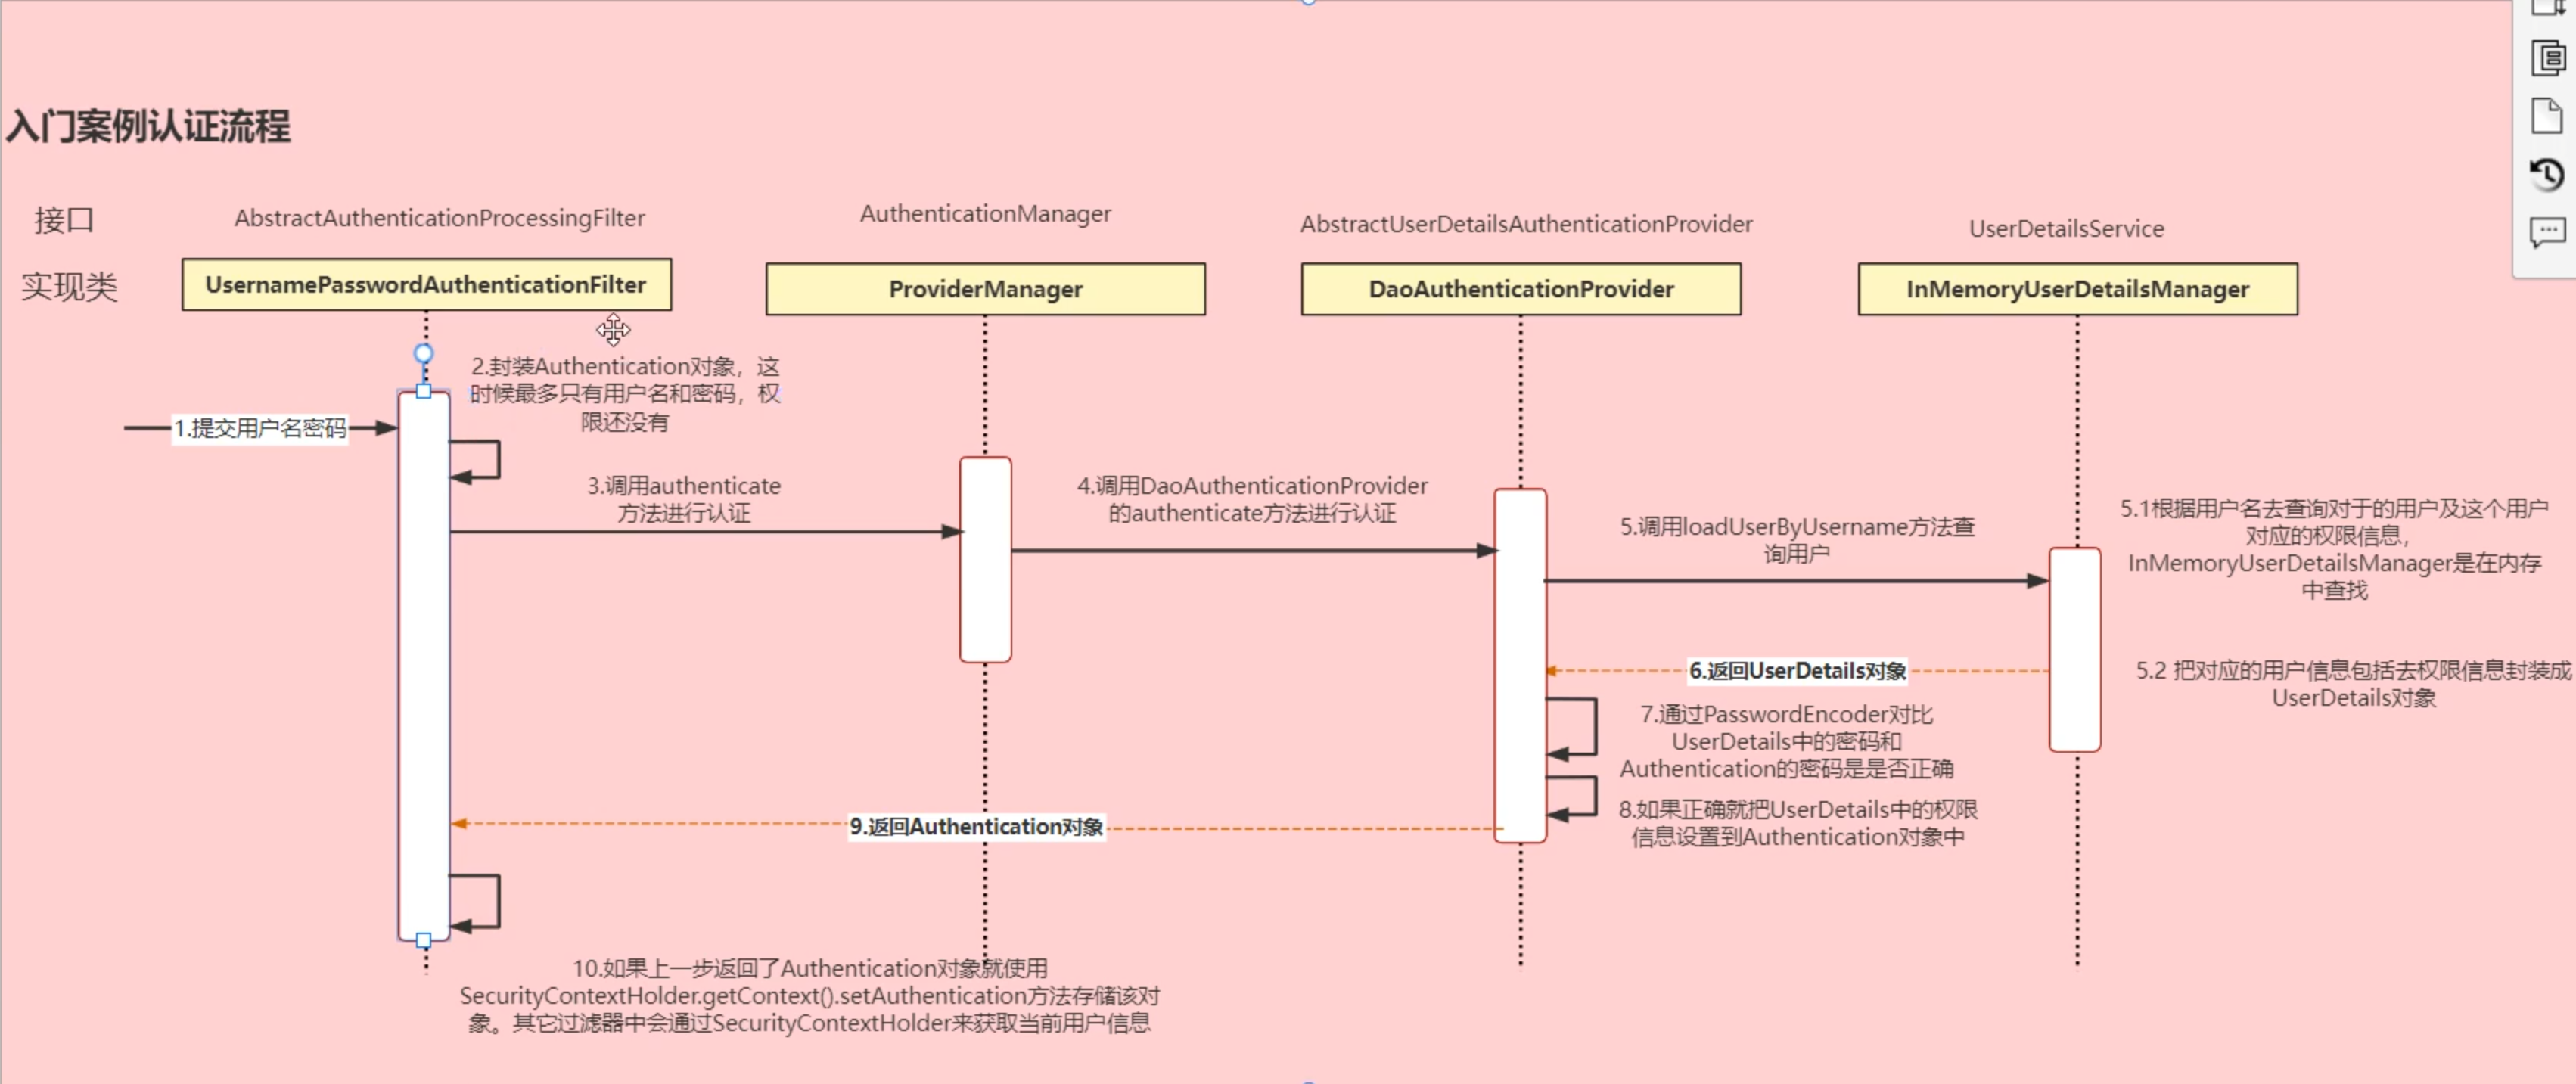 入门案例认证流程
接口
AbstractAuthenticationProcessingFilter
AuthenticationManager
AbstractUserDetailsAuthenticationProvider
UserDetailsService
实现类
UsernamePasswordAuthenticationFilter
ProviderManager
DaoAuthenticationProvider
InMemoryUserDetailsManager
1.提交用户名密码
2.封装Authentication对象，这
时候最多只有用户名和密码，权
限还没有
3.调用authenticate
方法进行认证
4.调用DaoAuthenticationProvider
的authenticate方法进行认证
5.调用loadUserByUsername方法查
询用户
5.1根据用户名去查询对于的用户及这个用户
对应的权限信息，
InMemoryUserDetailsManager是在内存
中查找
5.2 把对应的用户信息包括去权限信息封装成
UserDetails对象
6.返回UserDetails对象
7.通过PasswordEncoder对比
UserDetails中的密码和
Authentication的密码是是否正确
8.如果正确就把UserDetails中的权限
信息设置到Authentication对象中
9.返回Authentication对象
10.如果上一步返回了Authentication对象就使用
SecurityContextHolder.getContext().setAuthentication方法存储该对
象。其它过滤器中会通过SecurityContextHolder来获取当前用户信息